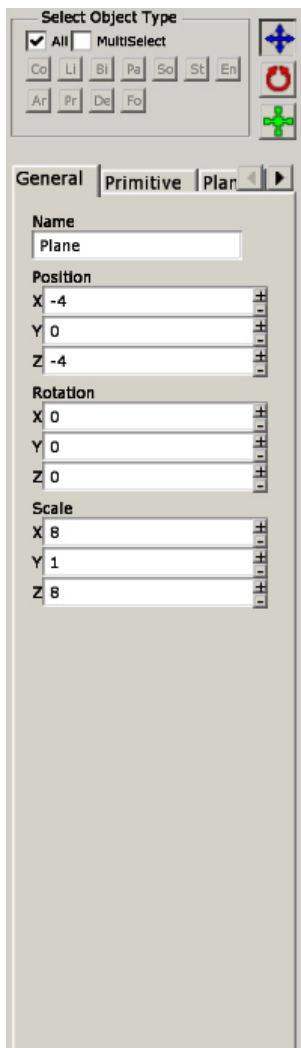 Select Object Type
All MultiSelect
Co Li Bi Pa So St En
Ar Pr De Fo
General Primitive Plan
Name
Plane
Position
X -4
Y 0
Z -4
Rotation
X 0
Y 0
Z 0
Scale
X 8
Y 1
Z 8